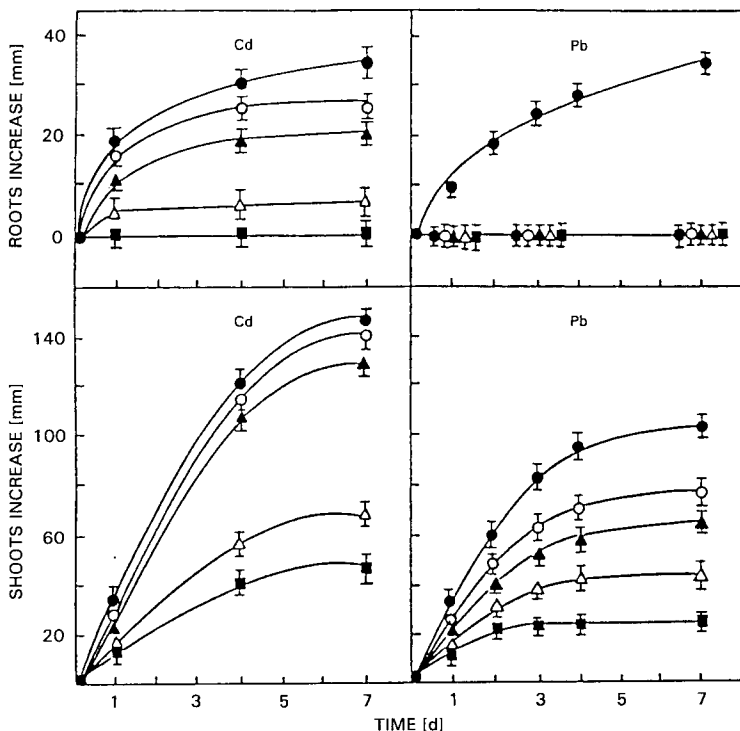 Cd
Pb
ROOTS INCREASE [mm]
40
20
0
Cd
Pb
SHOOTS INCREASE [mm]
140
100
60
20
1
3
5
7
1
3
5
7
TIME [d]